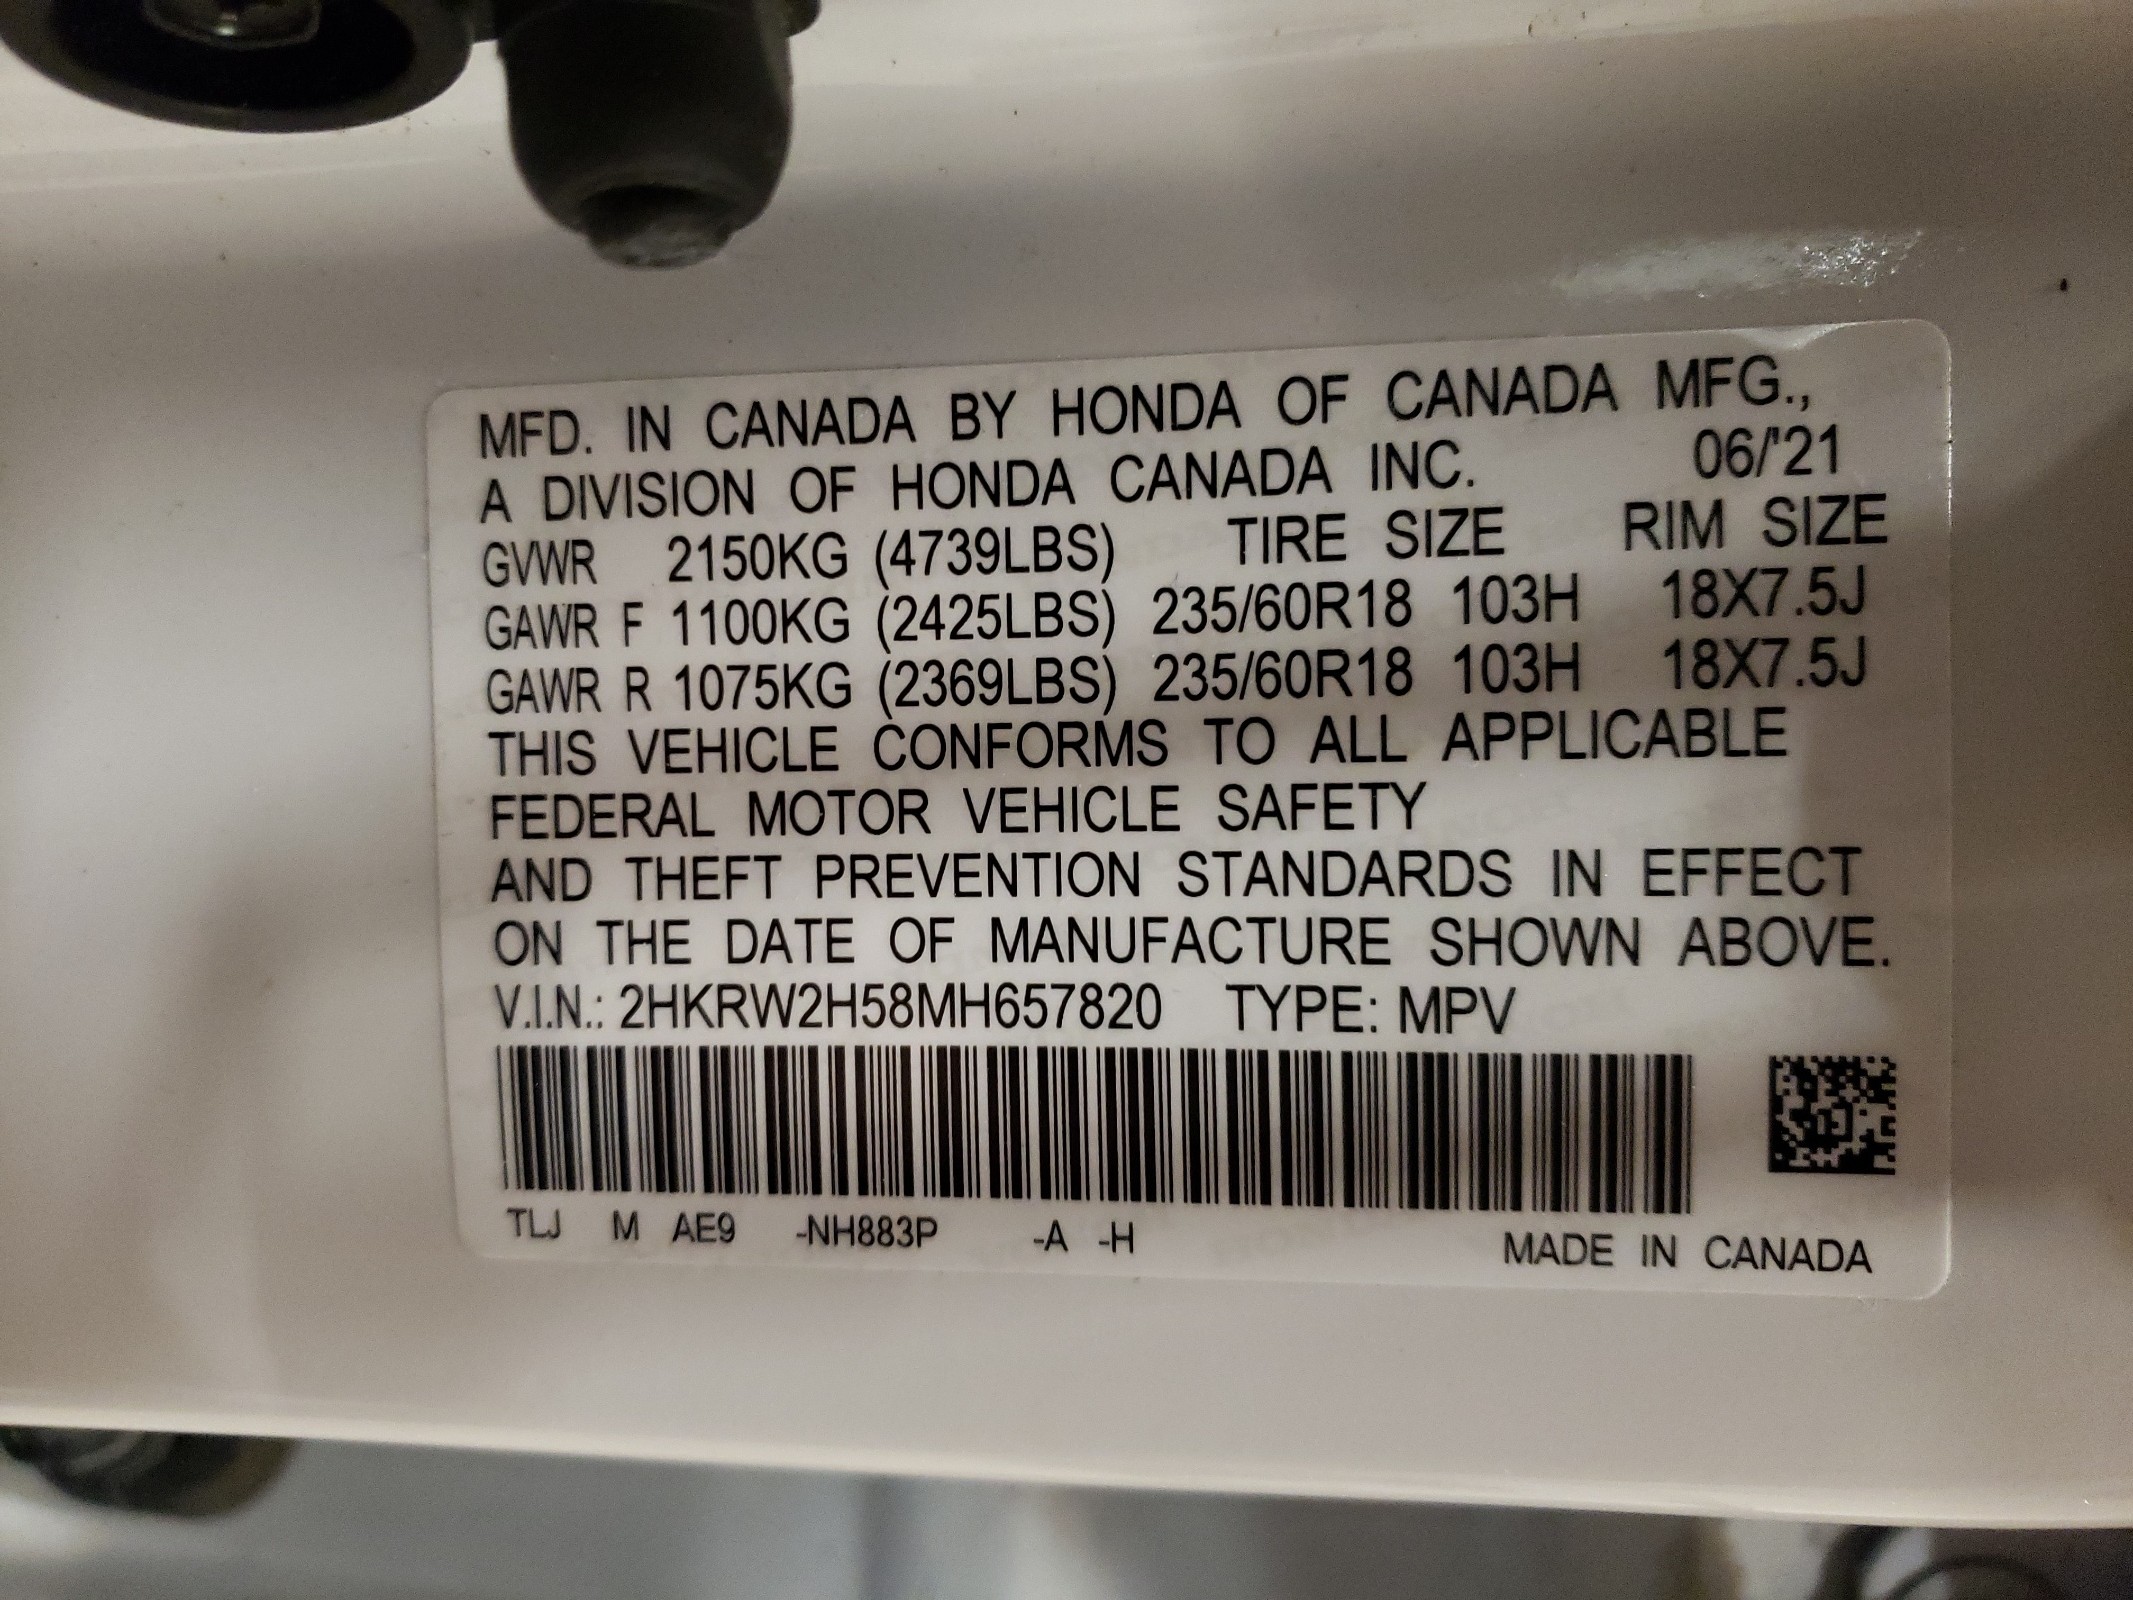 MFD. IN CANADA BY HONDA OF CANADA MFG.,
A DIVISION OF HONDA CANADA INC. 06/'21
GVWR 2150KG (4739LBS) TIRE SIZE RIM SIZE
GAWR F 1100KG (2425LBS) 235/60R18 103H 18X7.5J
GAWR R 1075KG (2369LBS) 235/60R18 103H 18X7.5J
THIS VEHICLE CONFORMS TO ALL APPLICABLE
FEDERAL MOTOR VEHICLE SAFETY
AND THEFT PREVENTION STANDARDS IN EFFECT
ON THE DATE OF MANUFACTURE SHOWN ABOVE.
V.I.N.: 2HKRW2H58MH657820 TYPE: MPV
TLJ M AE9 -NH883P -A -H MADE IN CANADA